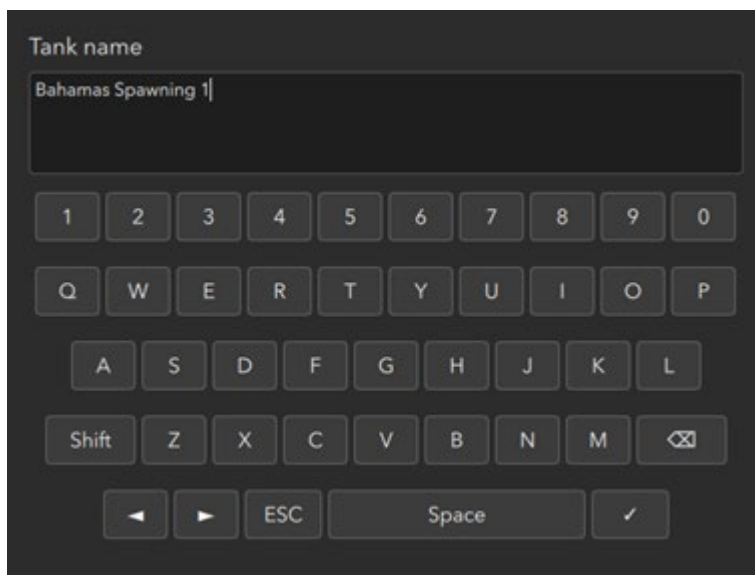 Tank name
Bahamas Spawning 1
1 2 3 4 5 6 7 8 9 0
Q W E R T Y U I O P
A S D F G H J K L
Shift Z X C V B N M ⌫
◄ ► ESC Space ✓